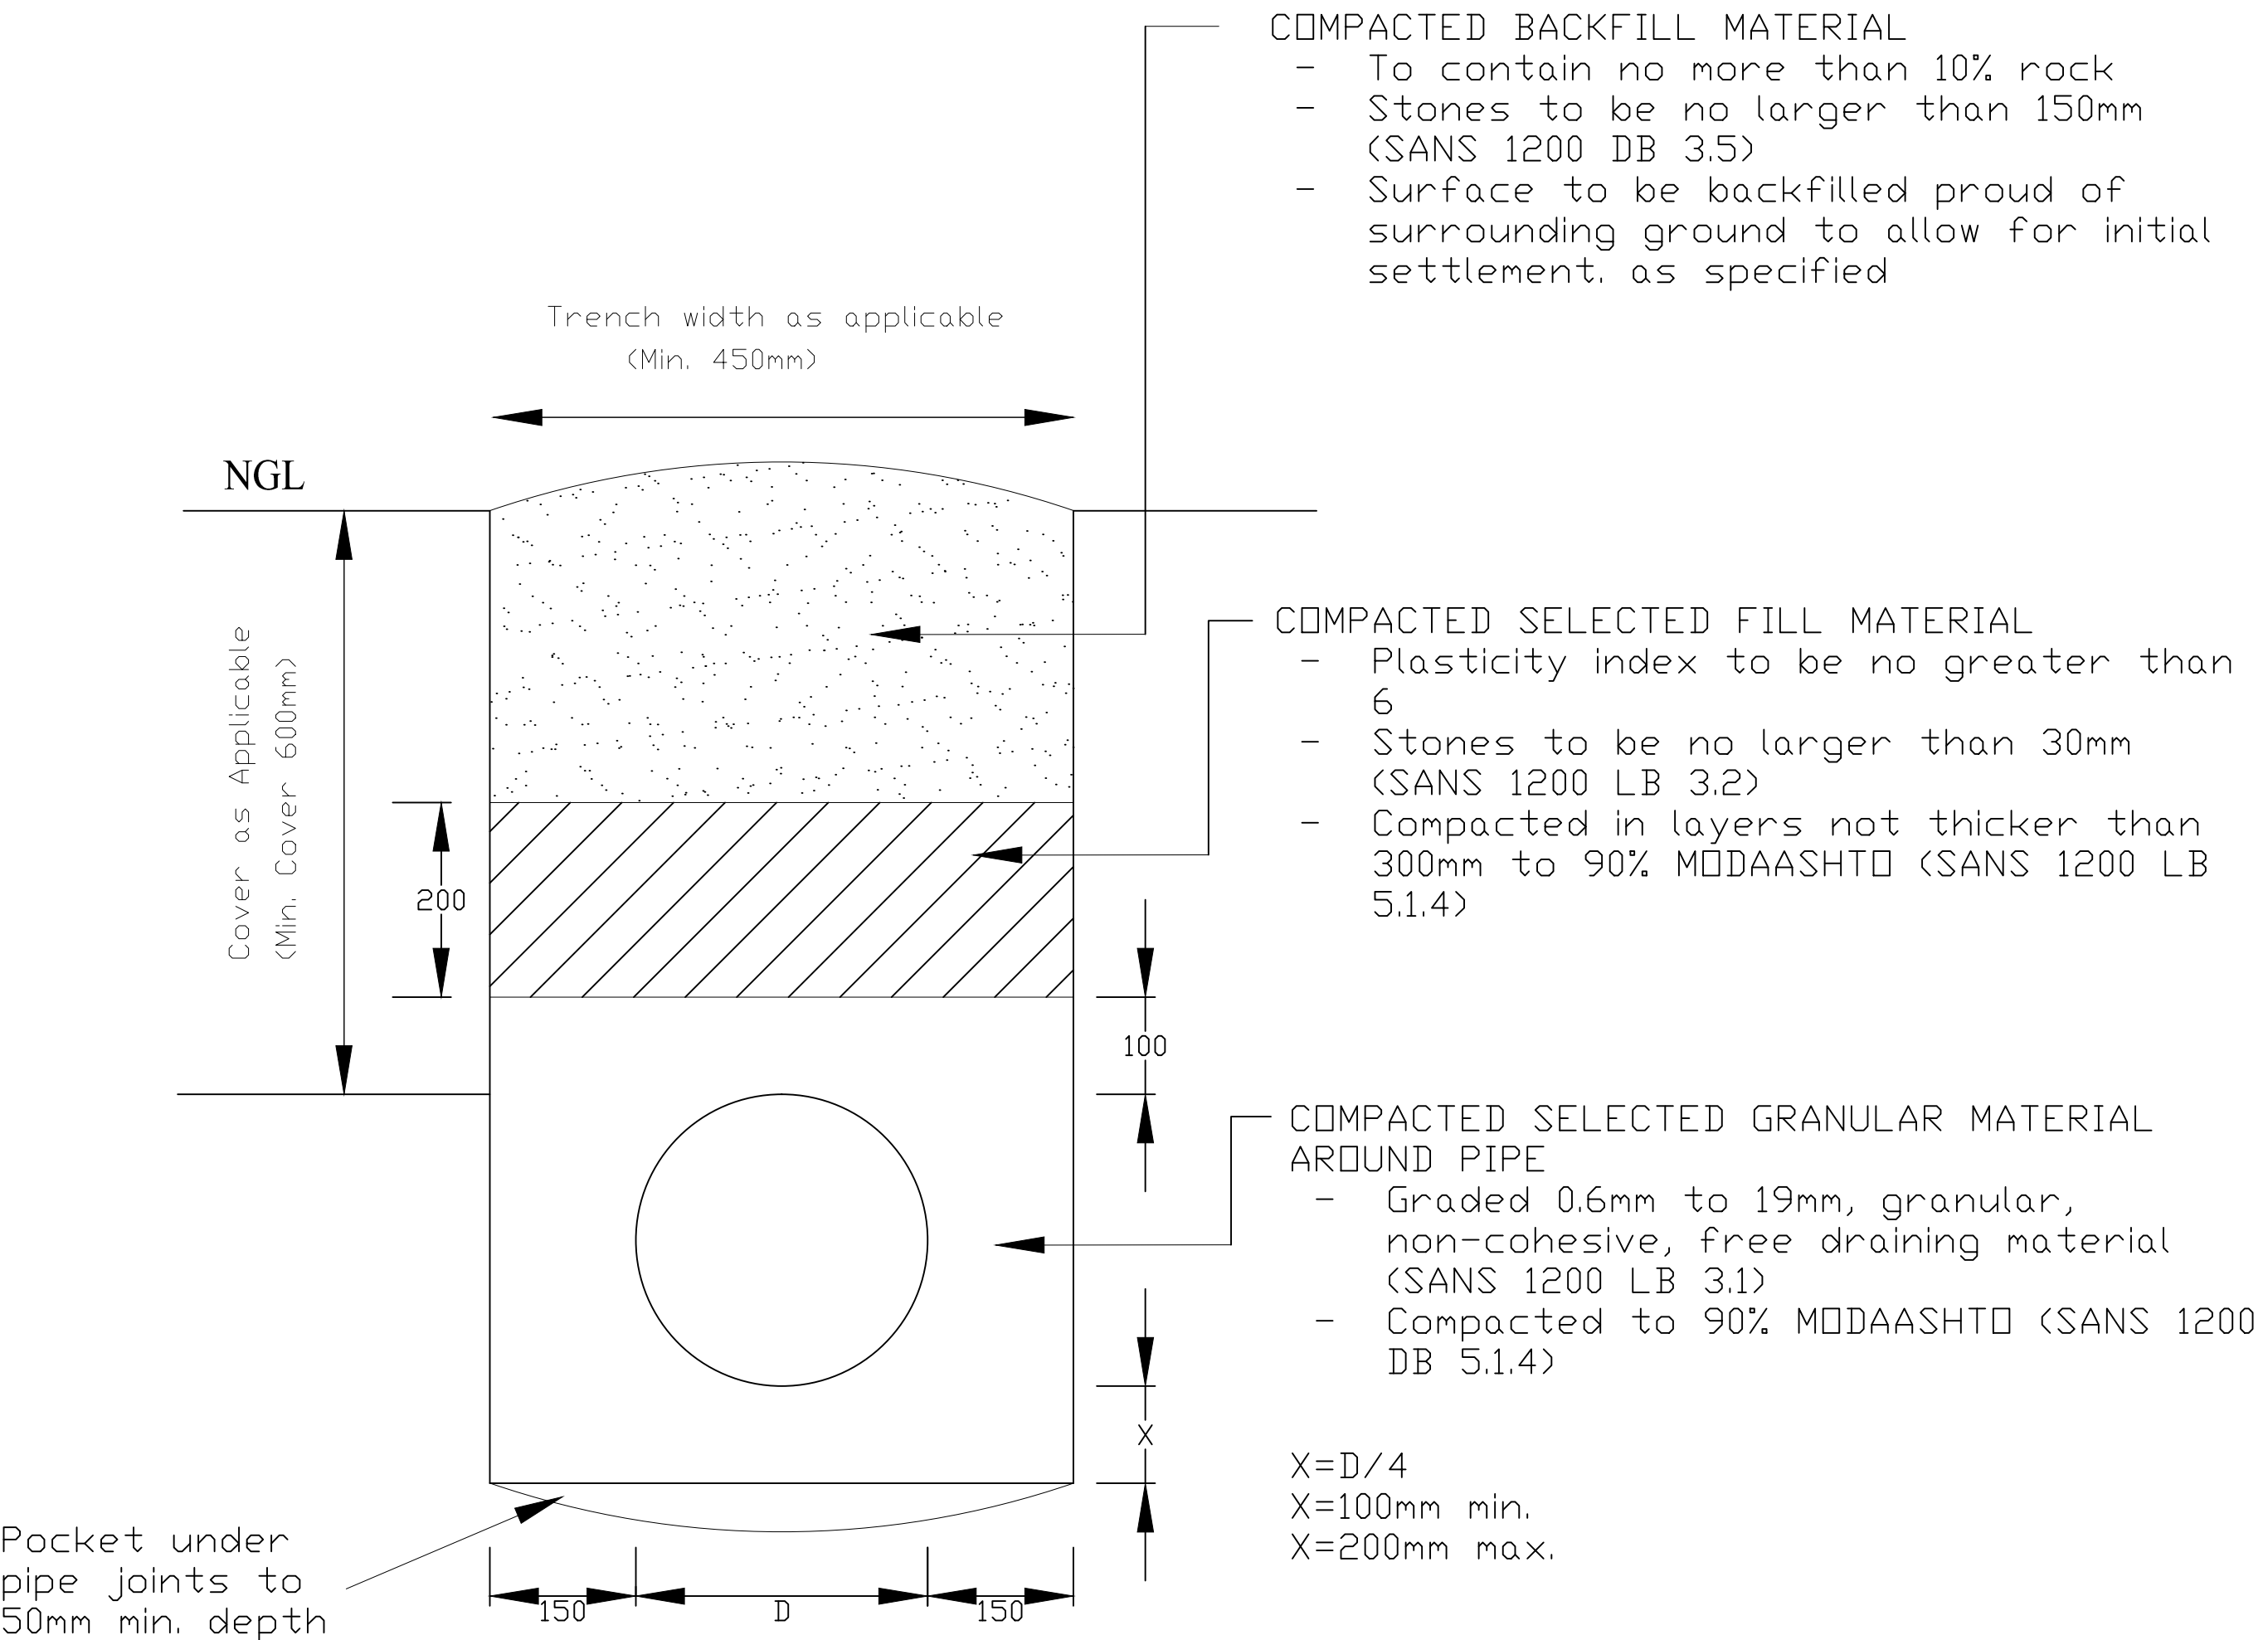 COMPACTED BACKFILL MATERIAL
- To contain no more than 10% rock
- Stones to be no larger than 150mm
(SANS 1200 DB 3.5)
- Surface to be backfilled proud of
surrounding ground to allow for initial
settlement. as specified
Trench width as applicable
(Min. 450mm)
NGL
Cover as Applicable
(Min. Cover 600mm)
COMPACTED SELECTED FILL MATERIAL
- Plasticity index to be no greater than
6
- Stones to be no larger than 30mm
(SANS 1200 LB 3.2)
- Compacted in layers not thicker than
300mm to 90% MODAASHTO (SANS 1200 LB
5.1.4)
200
100
COMPACTED SELECTED GRANULAR MATERIAL
AROUND PIPE
- Graded 0.6mm to 19mm, granular,
non-cohesive, free draining material
(SANS 1200 LB 3.1)
- Compacted to 90% MODAASHTO (SANS 1200
DB 5.1.4)
X
X=D/4
X=100mm min.
X=200mm max.
Pocket under
pipe joints to
50mm min. depth
150
D
150